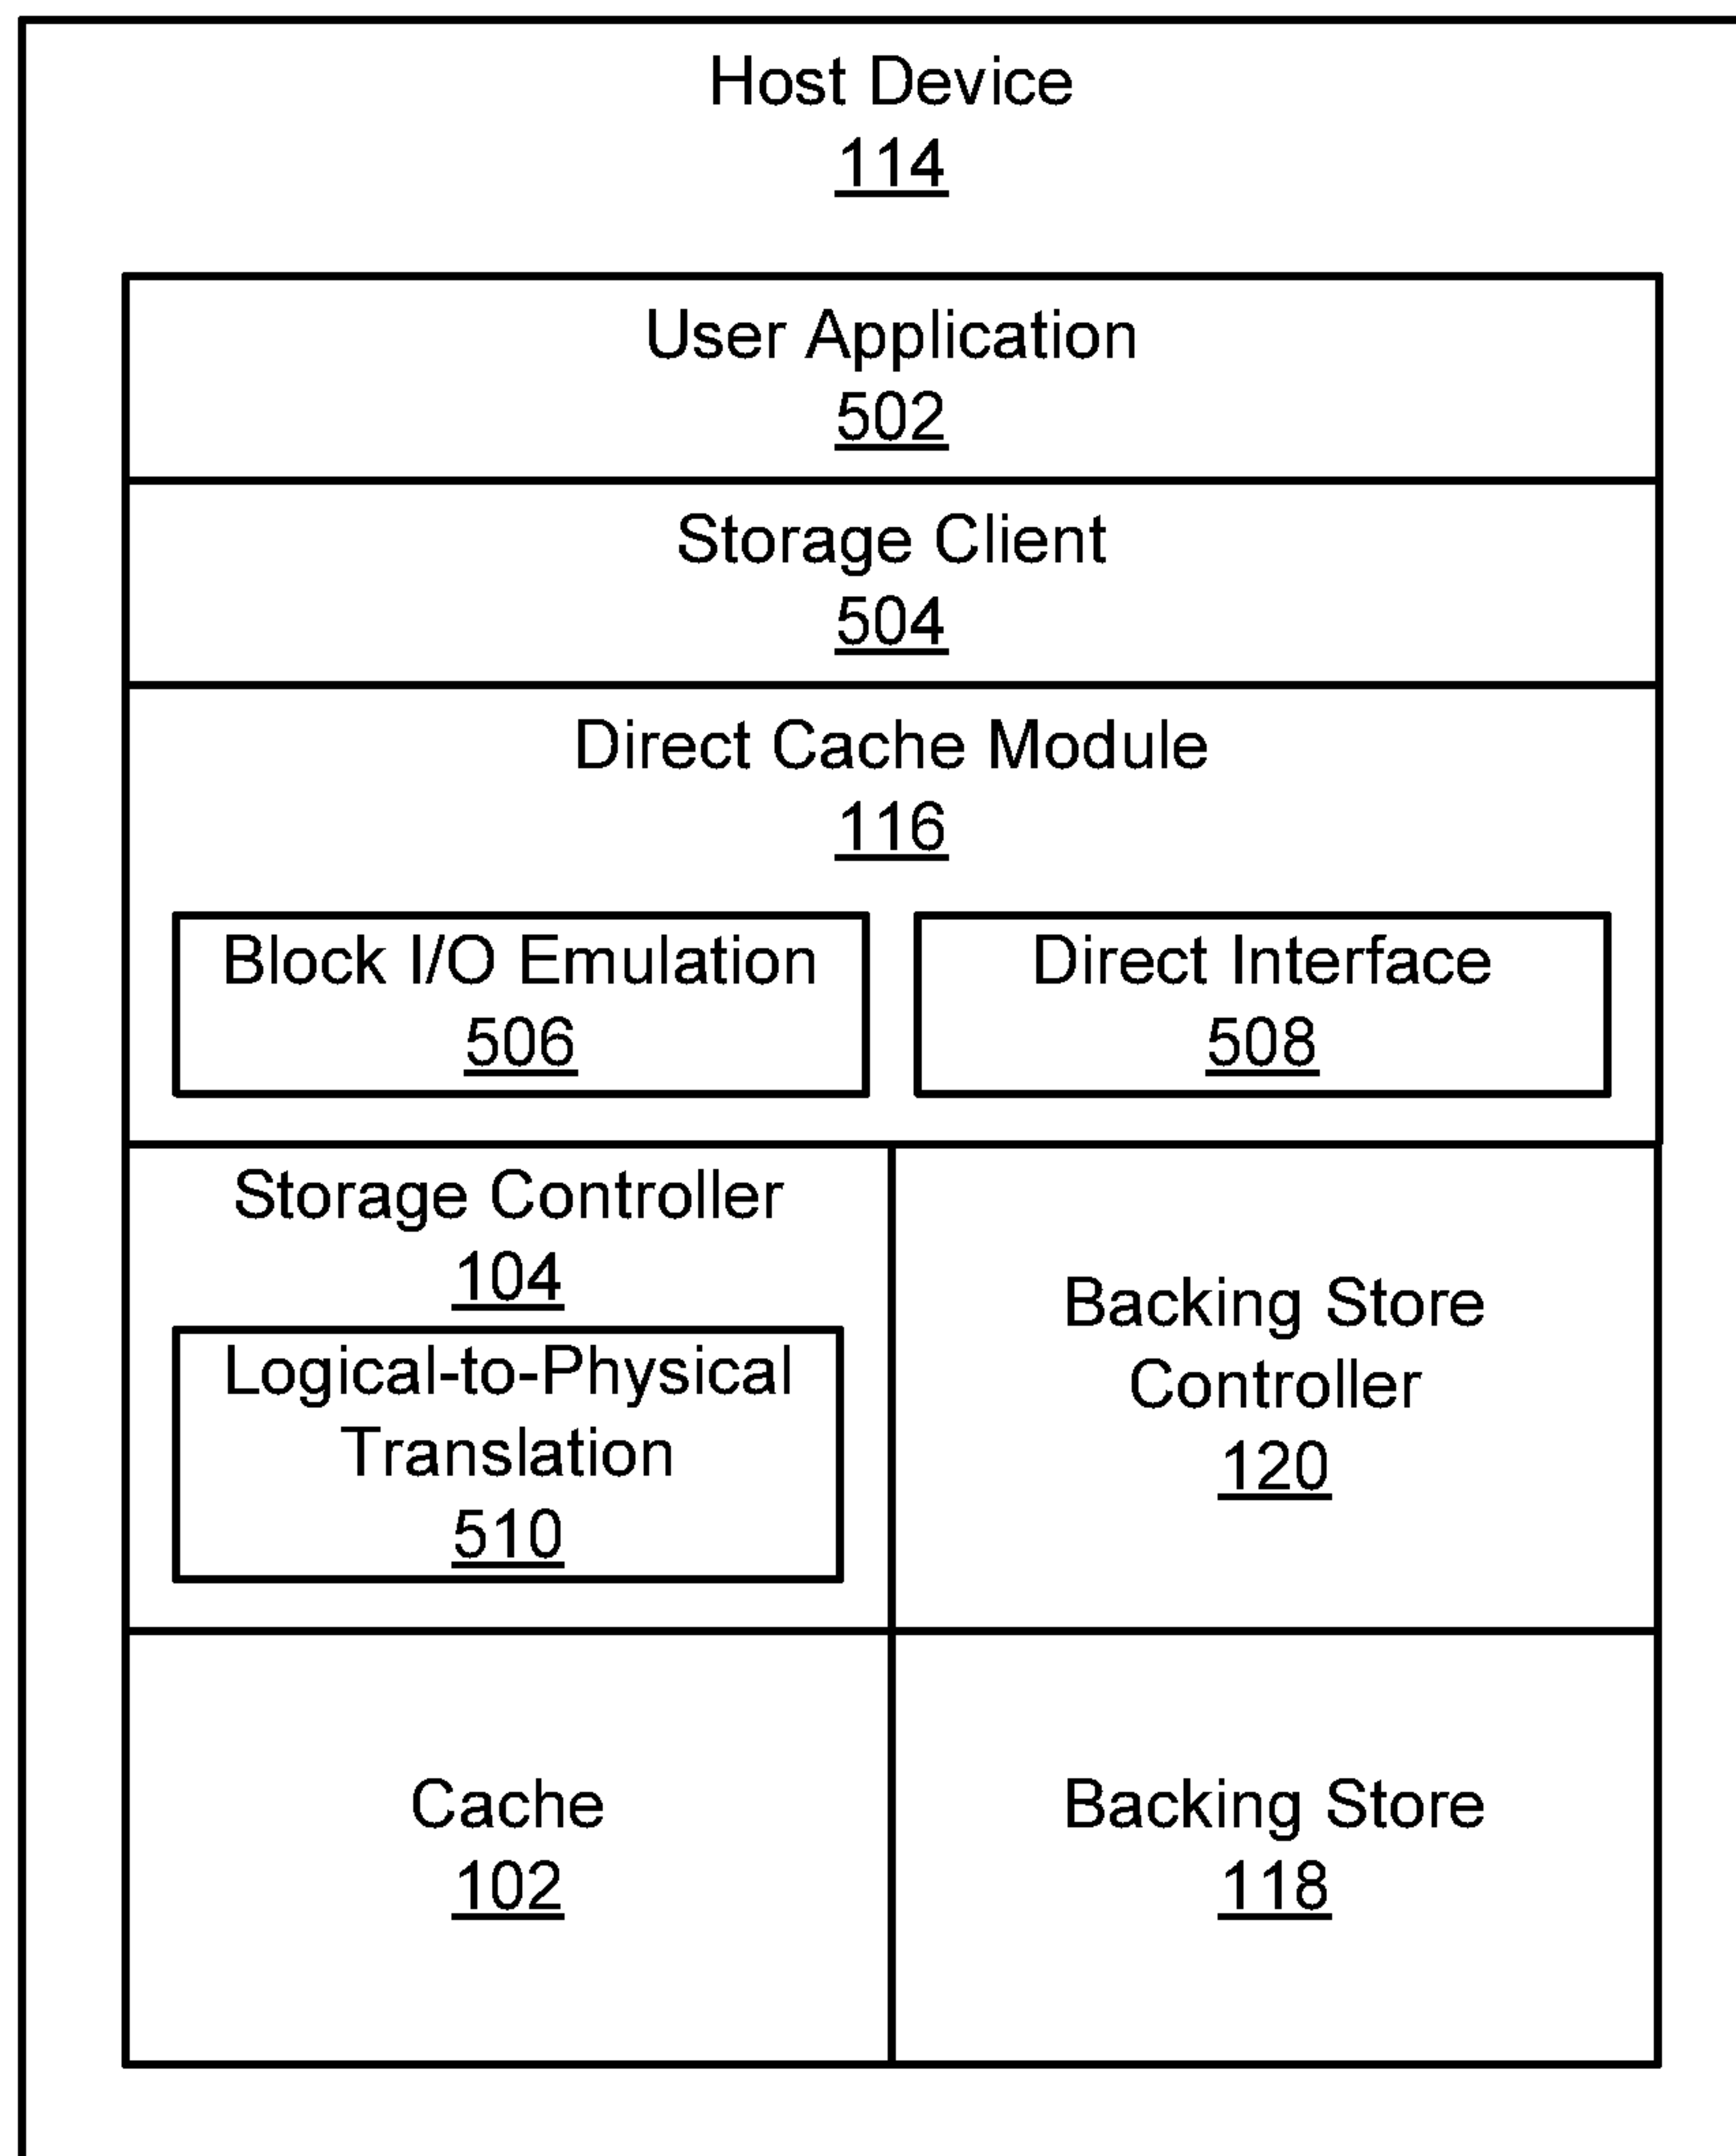 Host Device
114
User Application
502
Storage Client
504
Direct Cache Module
116
Block I/O Emulation
506
Direct Interface
508
Storage Controller
104
Logical-to-Physical
Translation
510
Backing Store
Controller
120
Cache
102
Backing Store
118